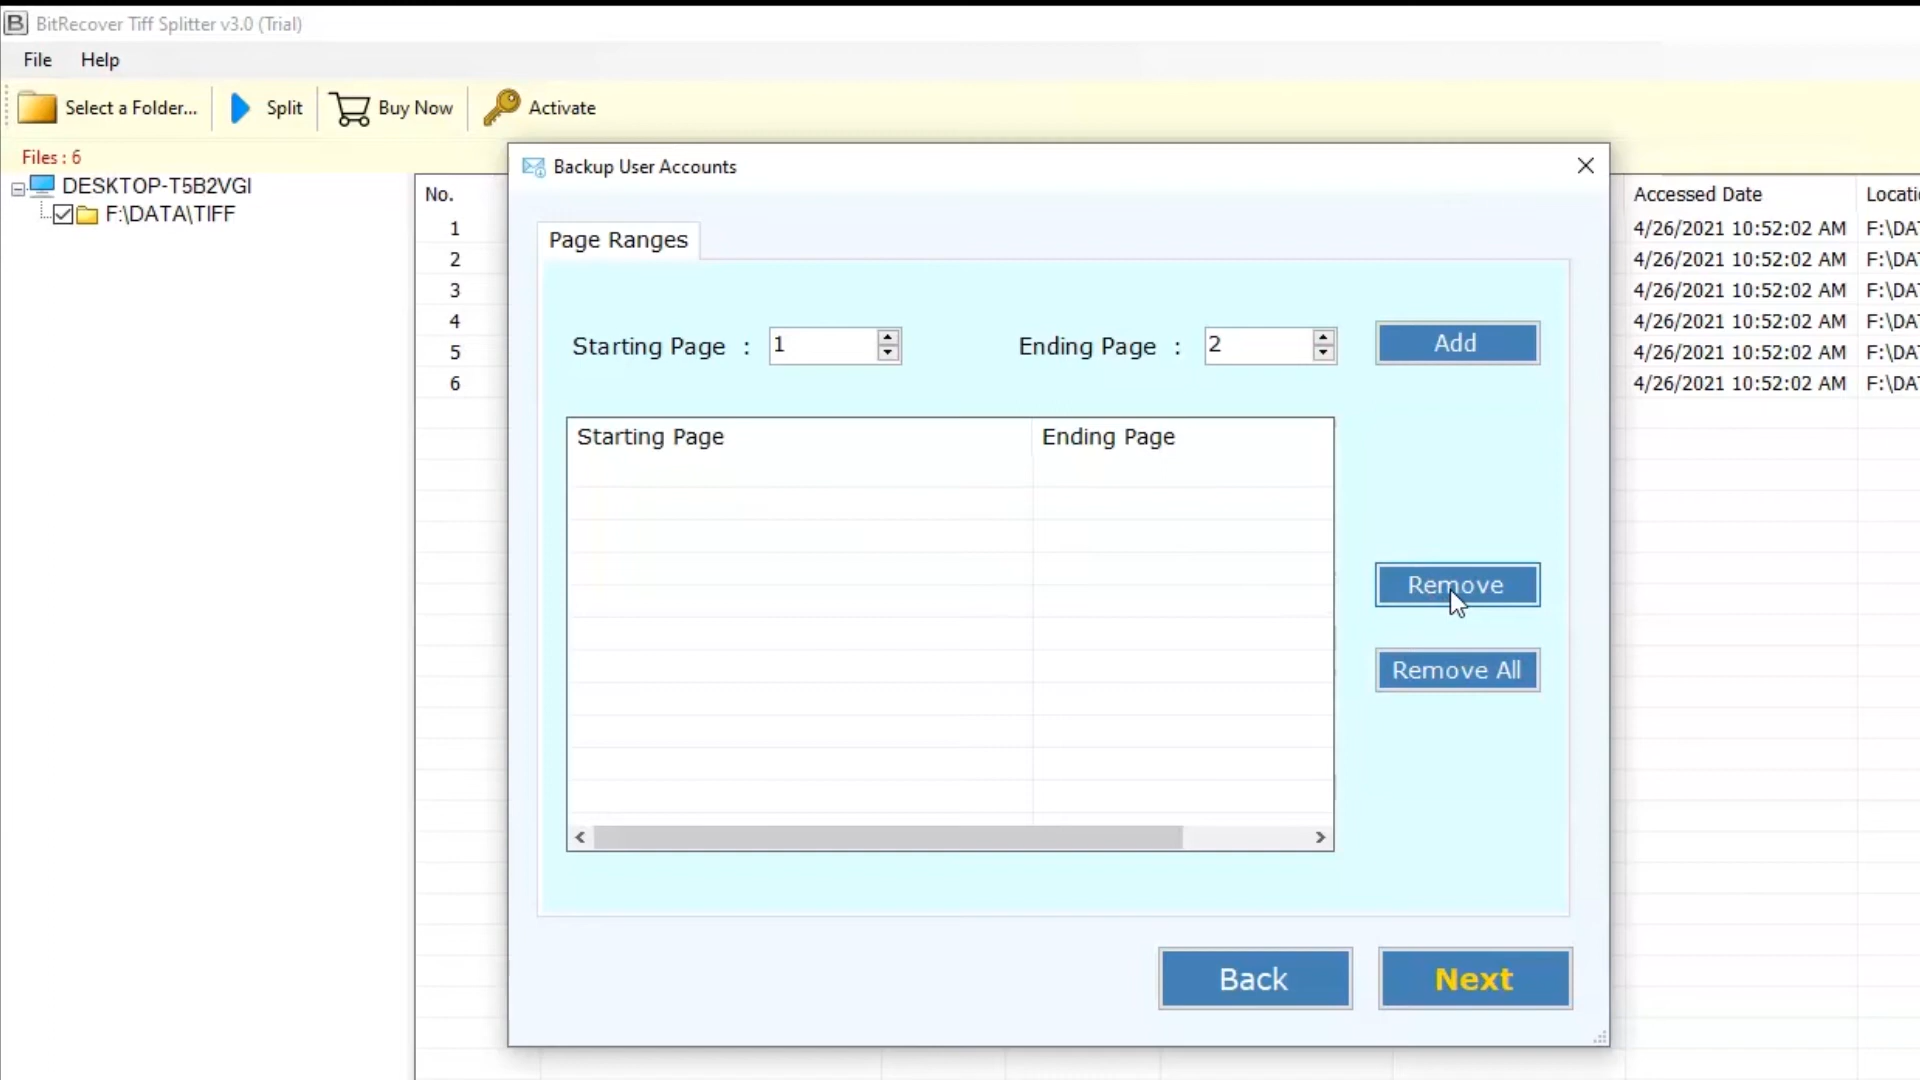 BitRecover Tiff Splitter v3.0 (Trial)
File Help
Select a Folder... Split Buy Now Activate
Files : 6
DESKTOP-T5B2VGI
F:\DATA\TIFF
No. Accessed Date
1 4/26/2021 10:52:02 AM
2 4/26/2021 10:52:02 AM
3 4/26/2021 10:52:02 AM
4 4/26/2021 10:52:02 AM
5 4/26/2021 10:52:02 AM
6 4/26/2021 10:52:02 AM
Backup User Accounts
Page Ranges
Starting Page : 1 Ending Page : 2 Add
Starting Page Ending Page
Remove
Remove All
Back Next